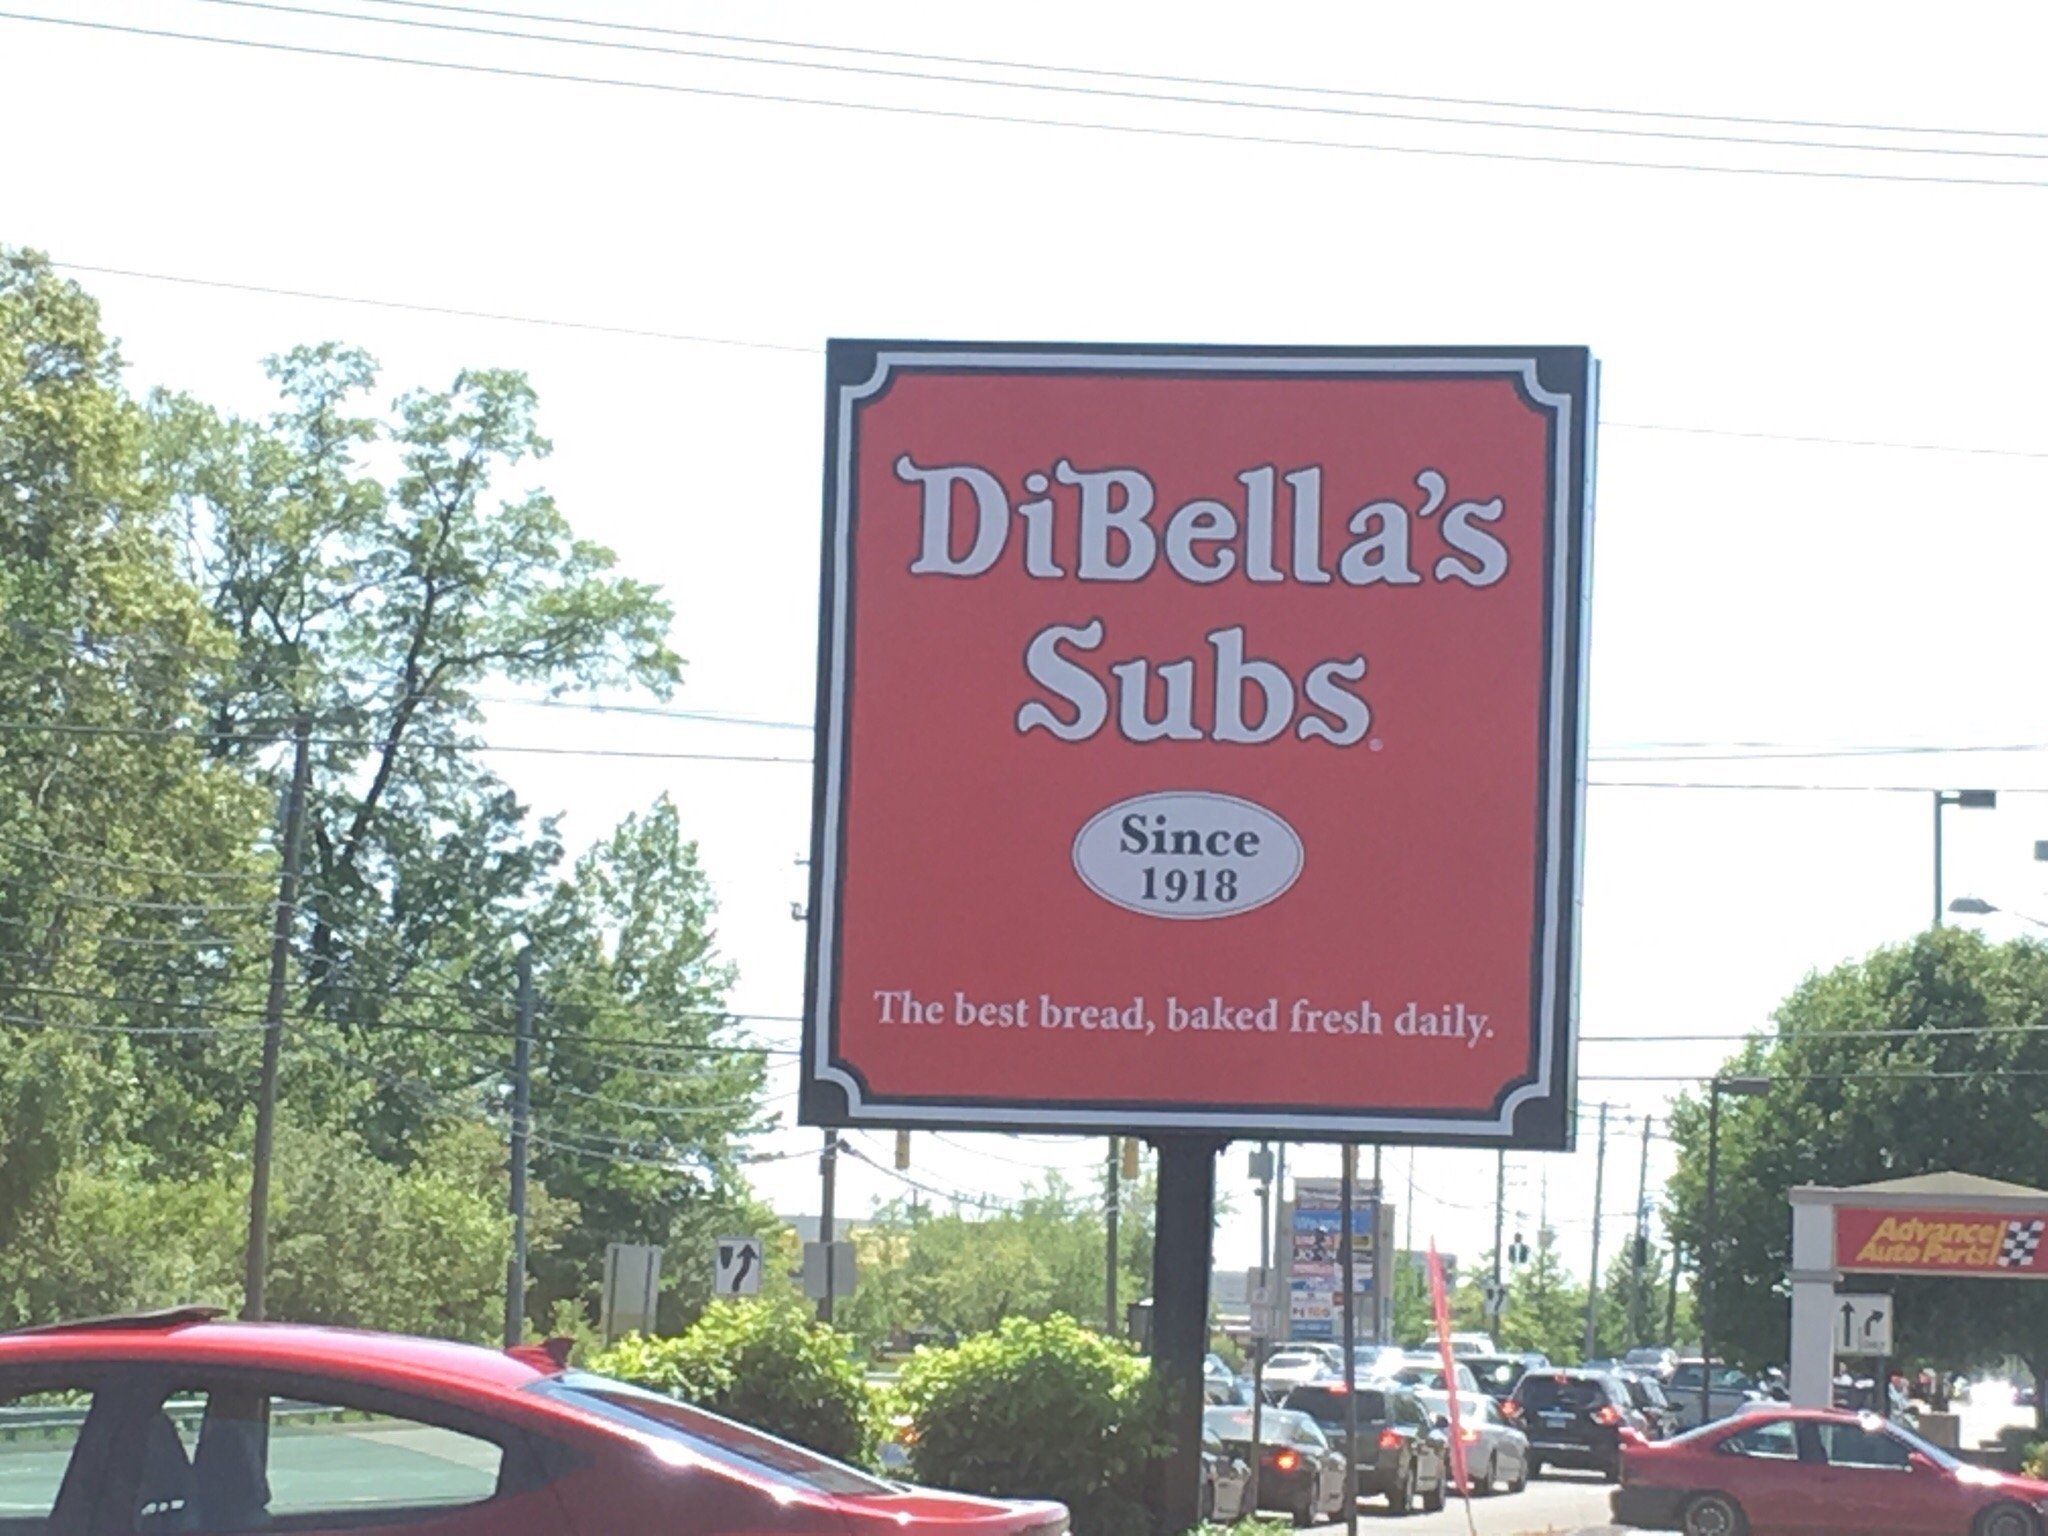 DiBella's
Subs®
Since
1918
The best bread, baked fresh daily.
Advance
Auto Parts